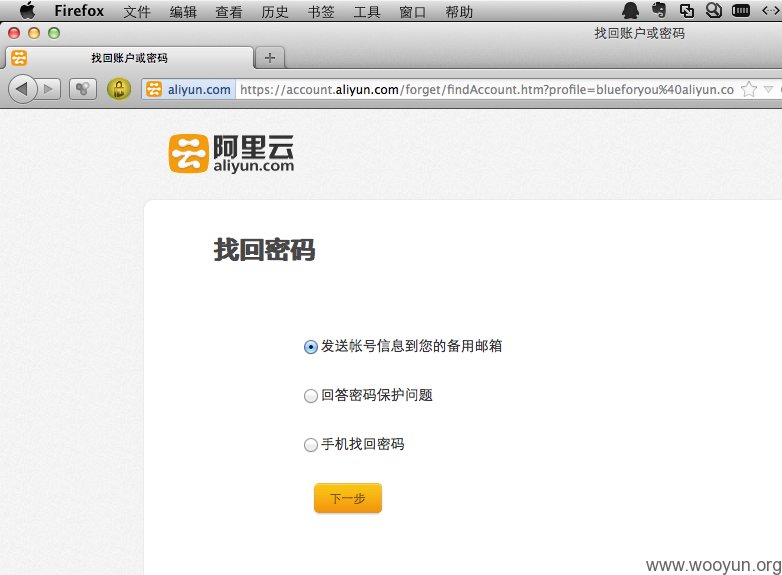 Firefox 文件 编辑 查看 历史 书签 工具 窗口 帮助
找回账户或密码
找回账户或密码
aliyun.com https://account.aliyun.com/forget/findAccount.htm?profile=blueforyou%40aliyun.co
阿里云
aliyun.com
找回密码
发送帐号信息到您的备用邮箱
回答密码保护问题
手机找回密码
下一步
www.wooyun.org